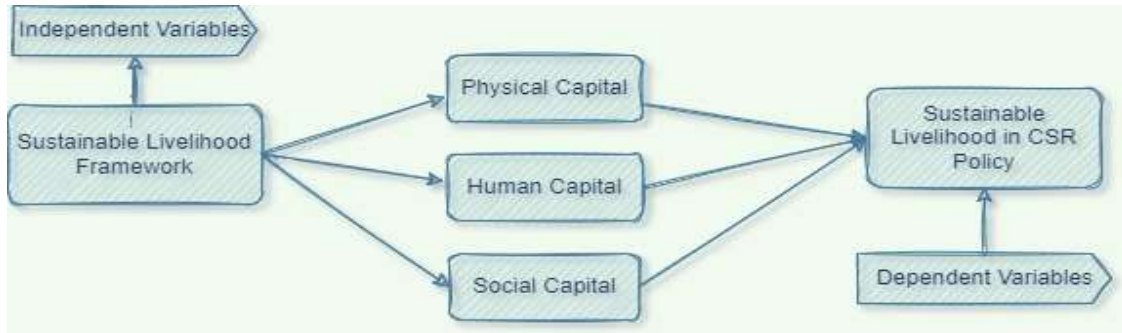 Independent Variables
Sustainable Livelihood
Framework
Physical Capital
Human Capital
Social Capital
Sustainable
Livelihood in CSR
Policy
Dependent Variables